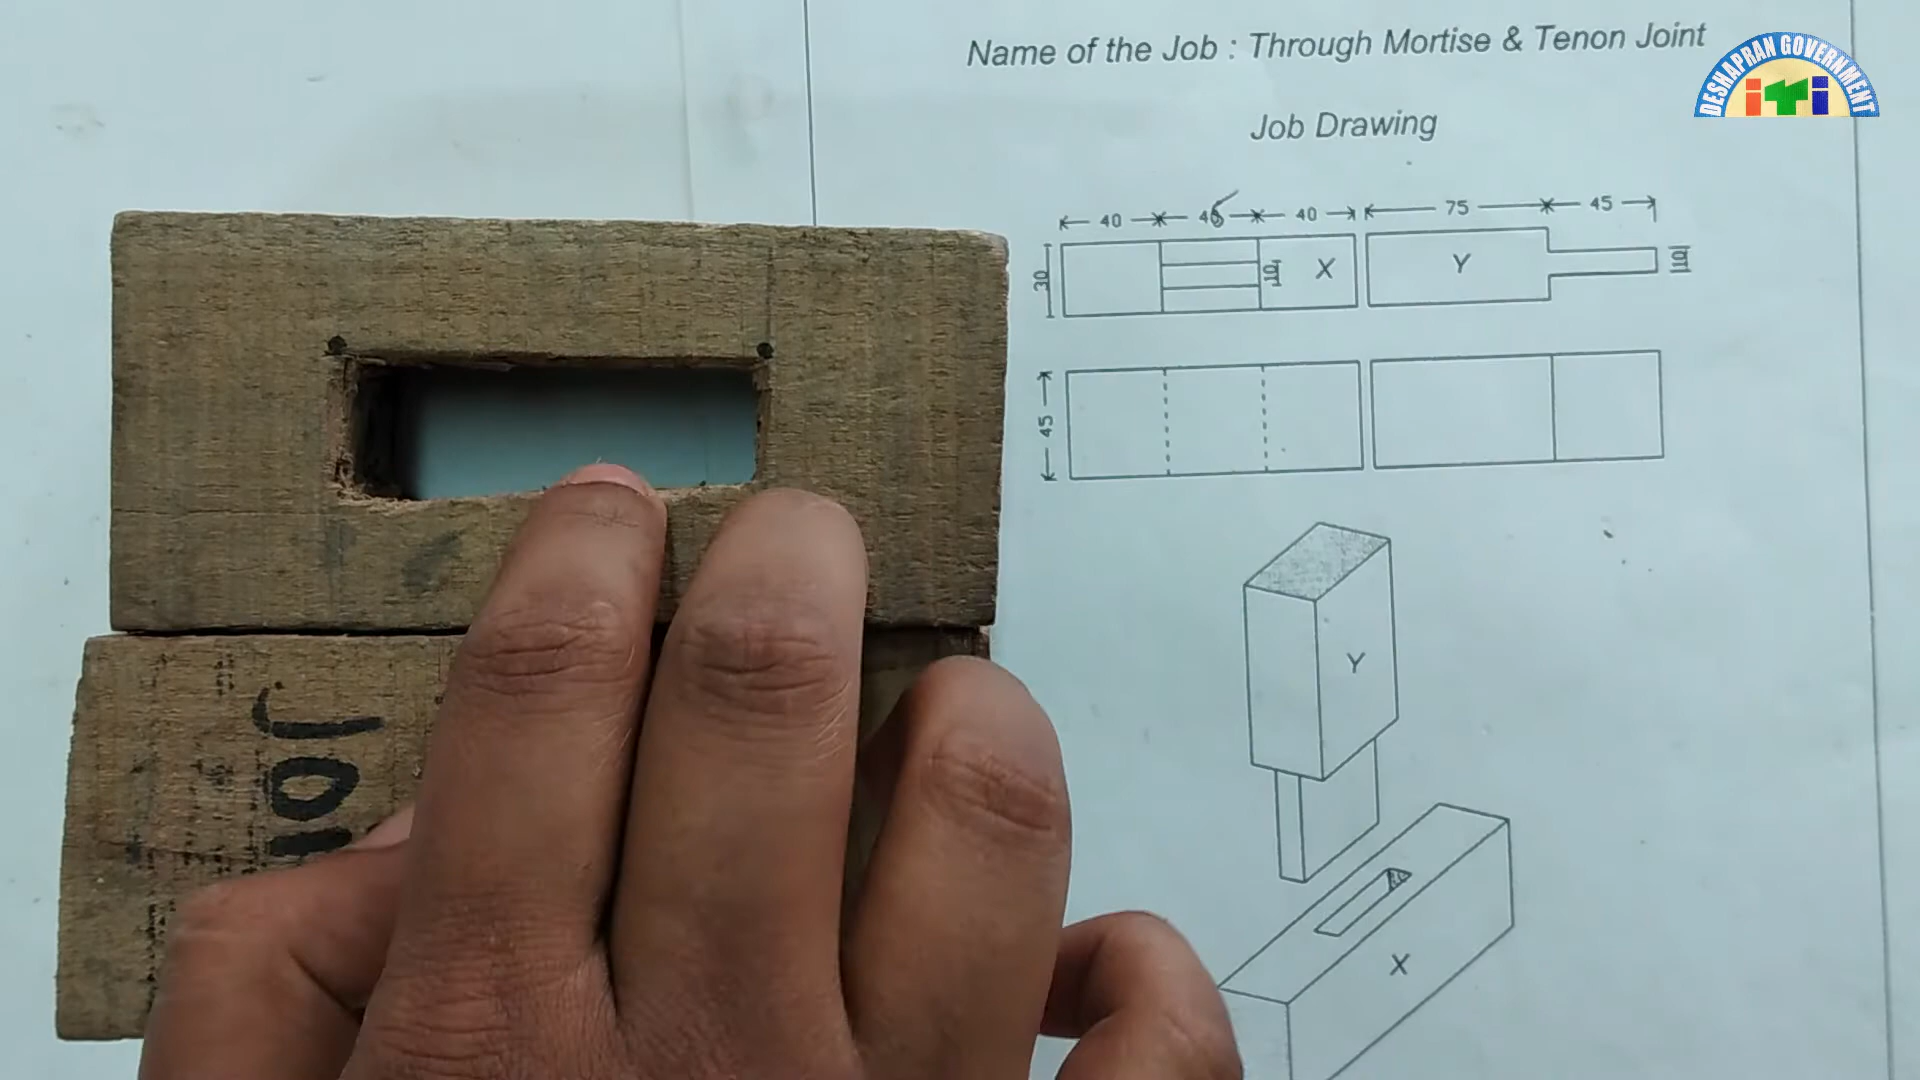 Name of the Job : Through Mortise & Tenon Joint
DESHAPRAN GOVERNMENT
iTi
Job Drawing
40 45 40 75 45
30 10 X Y 10
45
Y
X